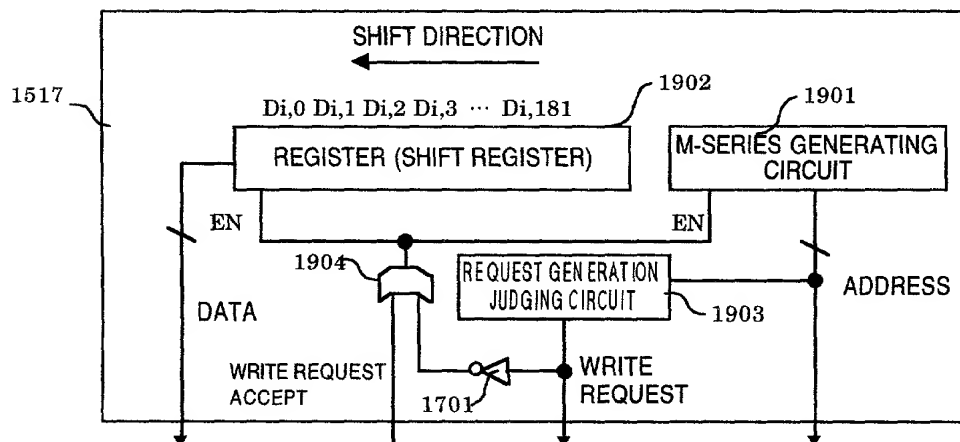 SHIFT DIRECTION
1517
1902
1901
Di,0 Di,1 Di,2 Di,3 ··· Di,181
REGISTER (SHIFT REGISTER)
M-SERIES GENERATING
CIRCUIT
EN
EN
1904
REQUEST GENERATION
JUDGING CIRCUIT
1903
ADDRESS
DATA
WRITE REQUEST
ACCEPT
1701
WRITE
REQUEST